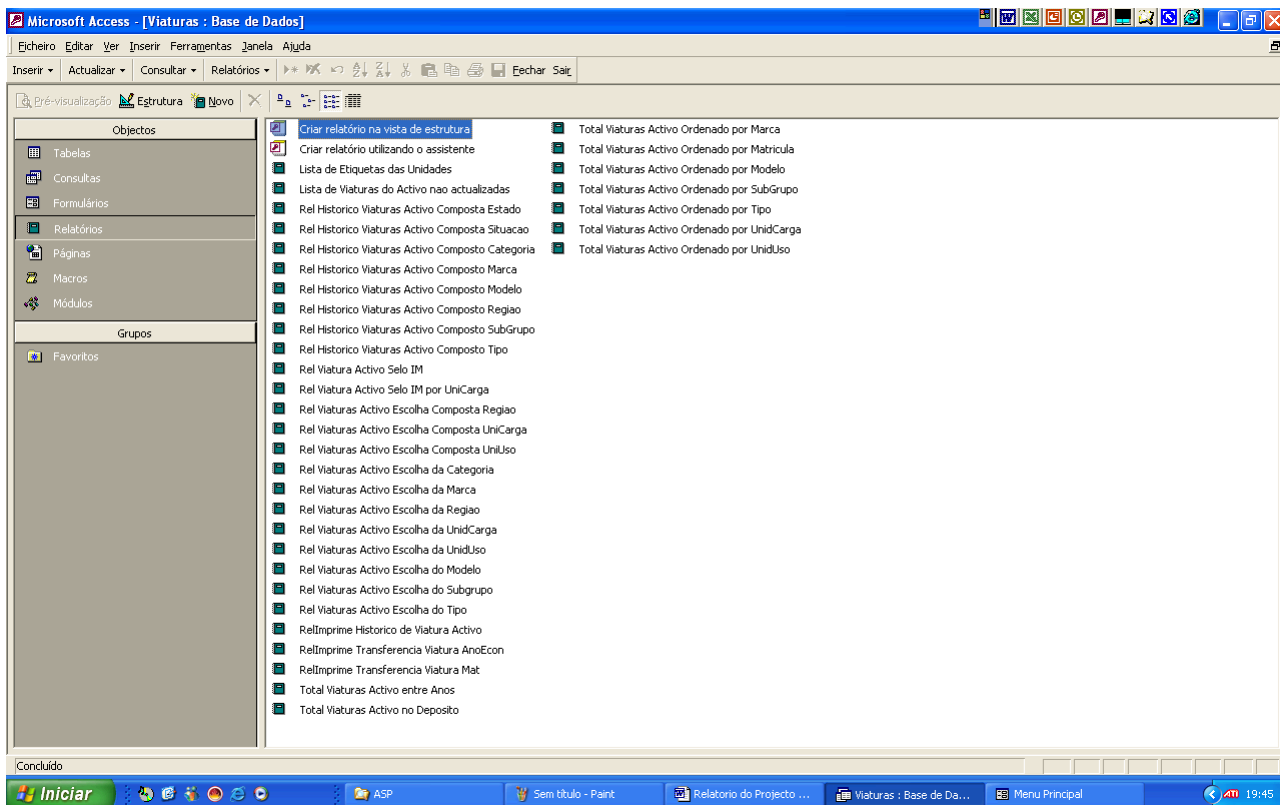 Microsoft Access - [Viaturas : Base de Dados]
Ficheiro Editar Ver Inserir Ferramentas Janela Ajuda
Inserir Actualizar Consultar Relatórios Fechar Sair
Pré-visualização Estrutura Novo
Objectos
Tabelas
Consultas
Formulários
Relatórios
Páginas
Macros
Módulos
Grupos
Favoritos
Criar relatório na vista de estrutura
Criar relatório utilizando o assistente
Lista de Etiquetas das Unidades
Lista de Viaturas do Activo nao actualizadas
Rel Historico Viaturas Activo Composta Estado
Rel Historico Viaturas Activo Composta Situacao
Rel Historico Viaturas Activo Composto Categoria
Rel Historico Viaturas Activo Composto Marca
Rel Historico Viaturas Activo Composto Modelo
Rel Historico Viaturas Activo Composto Regiao
Rel Historico Viaturas Activo Composto SubGrupo
Rel Historico Viaturas Activo Composto Tipo
Rel Viatura Activo Selo IM
Rel Viatura Activo Selo IM por UniCarga
Rel Viaturas Activo Escolha Composta Regiao
Rel Viaturas Activo Escolha Composta UniCarga
Rel Viaturas Activo Escolha Composta UniUso
Rel Viaturas Activo Escolha da Categoria
Rel Viaturas Activo Escolha da Marca
Rel Viaturas Activo Escolha da Regiao
Rel Viaturas Activo Escolha da UnidCarga
Rel Viaturas Activo Escolha da UnidUso
Rel Viaturas Activo Escolha do Modelo
Rel Viaturas Activo Escolha do Subgrupo
Rel Viaturas Activo Escolha do Tipo
RelImprime Historico de Viatura Activo
RelImprime Transferencia Viatura AnoEcon
RelImprime Transferencia Viatura Mat
Total Viaturas Activo entre Anos
Total Viaturas Activo no Deposito
Total Viaturas Activo Ordenado por Marca
Total Viaturas Activo Ordenado por Matricula
Total Viaturas Activo Ordenado por Modelo
Total Viaturas Activo Ordenado por SubGrupo
Total Viaturas Activo Ordenado por Tipo
Total Viaturas Activo Ordenado por UnidCarga
Total Viaturas Activo Ordenado por UnidUso
Concluído
Iniciar ASP Sem título - Paint Relatorio do Projecto ... Viaturas : Base de Da... Menu Principal ATI 19:45